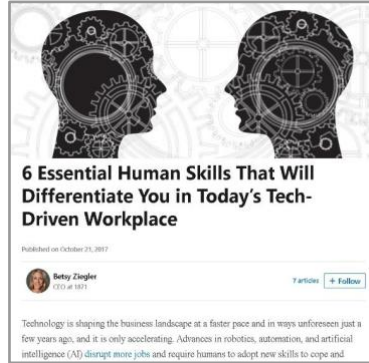 6 Essential Human Skills That Will
Differentiate You in Today's Tech-
Driven Workplace
Published on October 21, 2017
Betsy Ziegler
CEO at 1871
7 articles + Follow
Technology is shaping the business landscape at a faster pace and in ways unforeseen just a
few years ago, and it is only accelerating. Advances in robotics, automation, and artificial
intelligence (AI) disrupt more jobs and require humans to adopt new skills to cope and